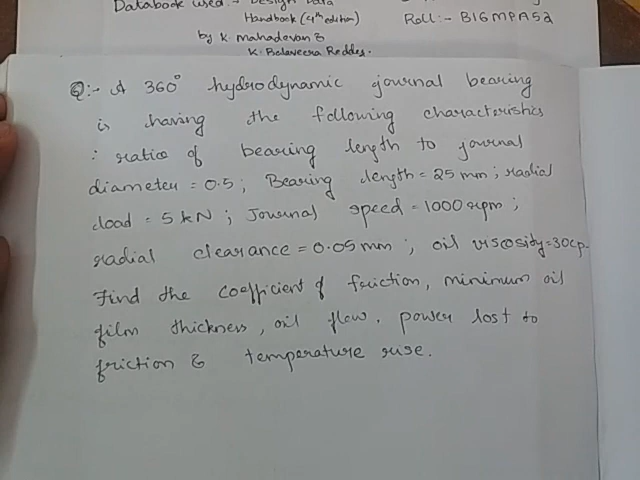 Databook used :- Design Data
Handbook (4th edition) Roll:- B16MPA52
by K. Mahadevan &
K. Balaveera Reddy.
Q:- A 360° hydrodynamic journal bearing
is having the following characteristics
: ratio of bearing length to journal
diameter = 0.5; Bearing length = 25 mm; radial
load = 5 kN; Journal speed = 1000 rpm;
radial clearance = 0.05 mm; oil viscosity = 30cp.
Find the coefficient of friction, minimum oil
film thickness, oil flow, power lost to
friction & temperature rise.